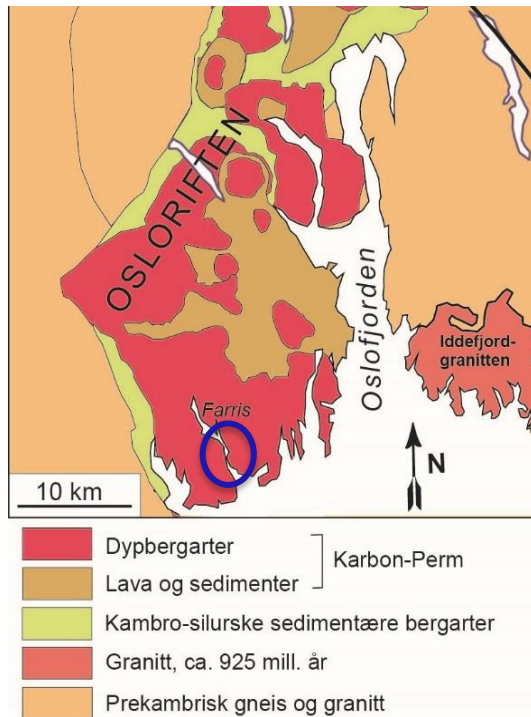 OSLORIFTEN
Oslofjorden
Iddefjord-
granitten
Farris
N
10 km
Dypbergarter
Karbon-Perm
Lava og sedimenter
Kambro-silurske sedimentære bergarter
Granitt, ca. 925 mill. år
Prekambrisk gneis og granitt